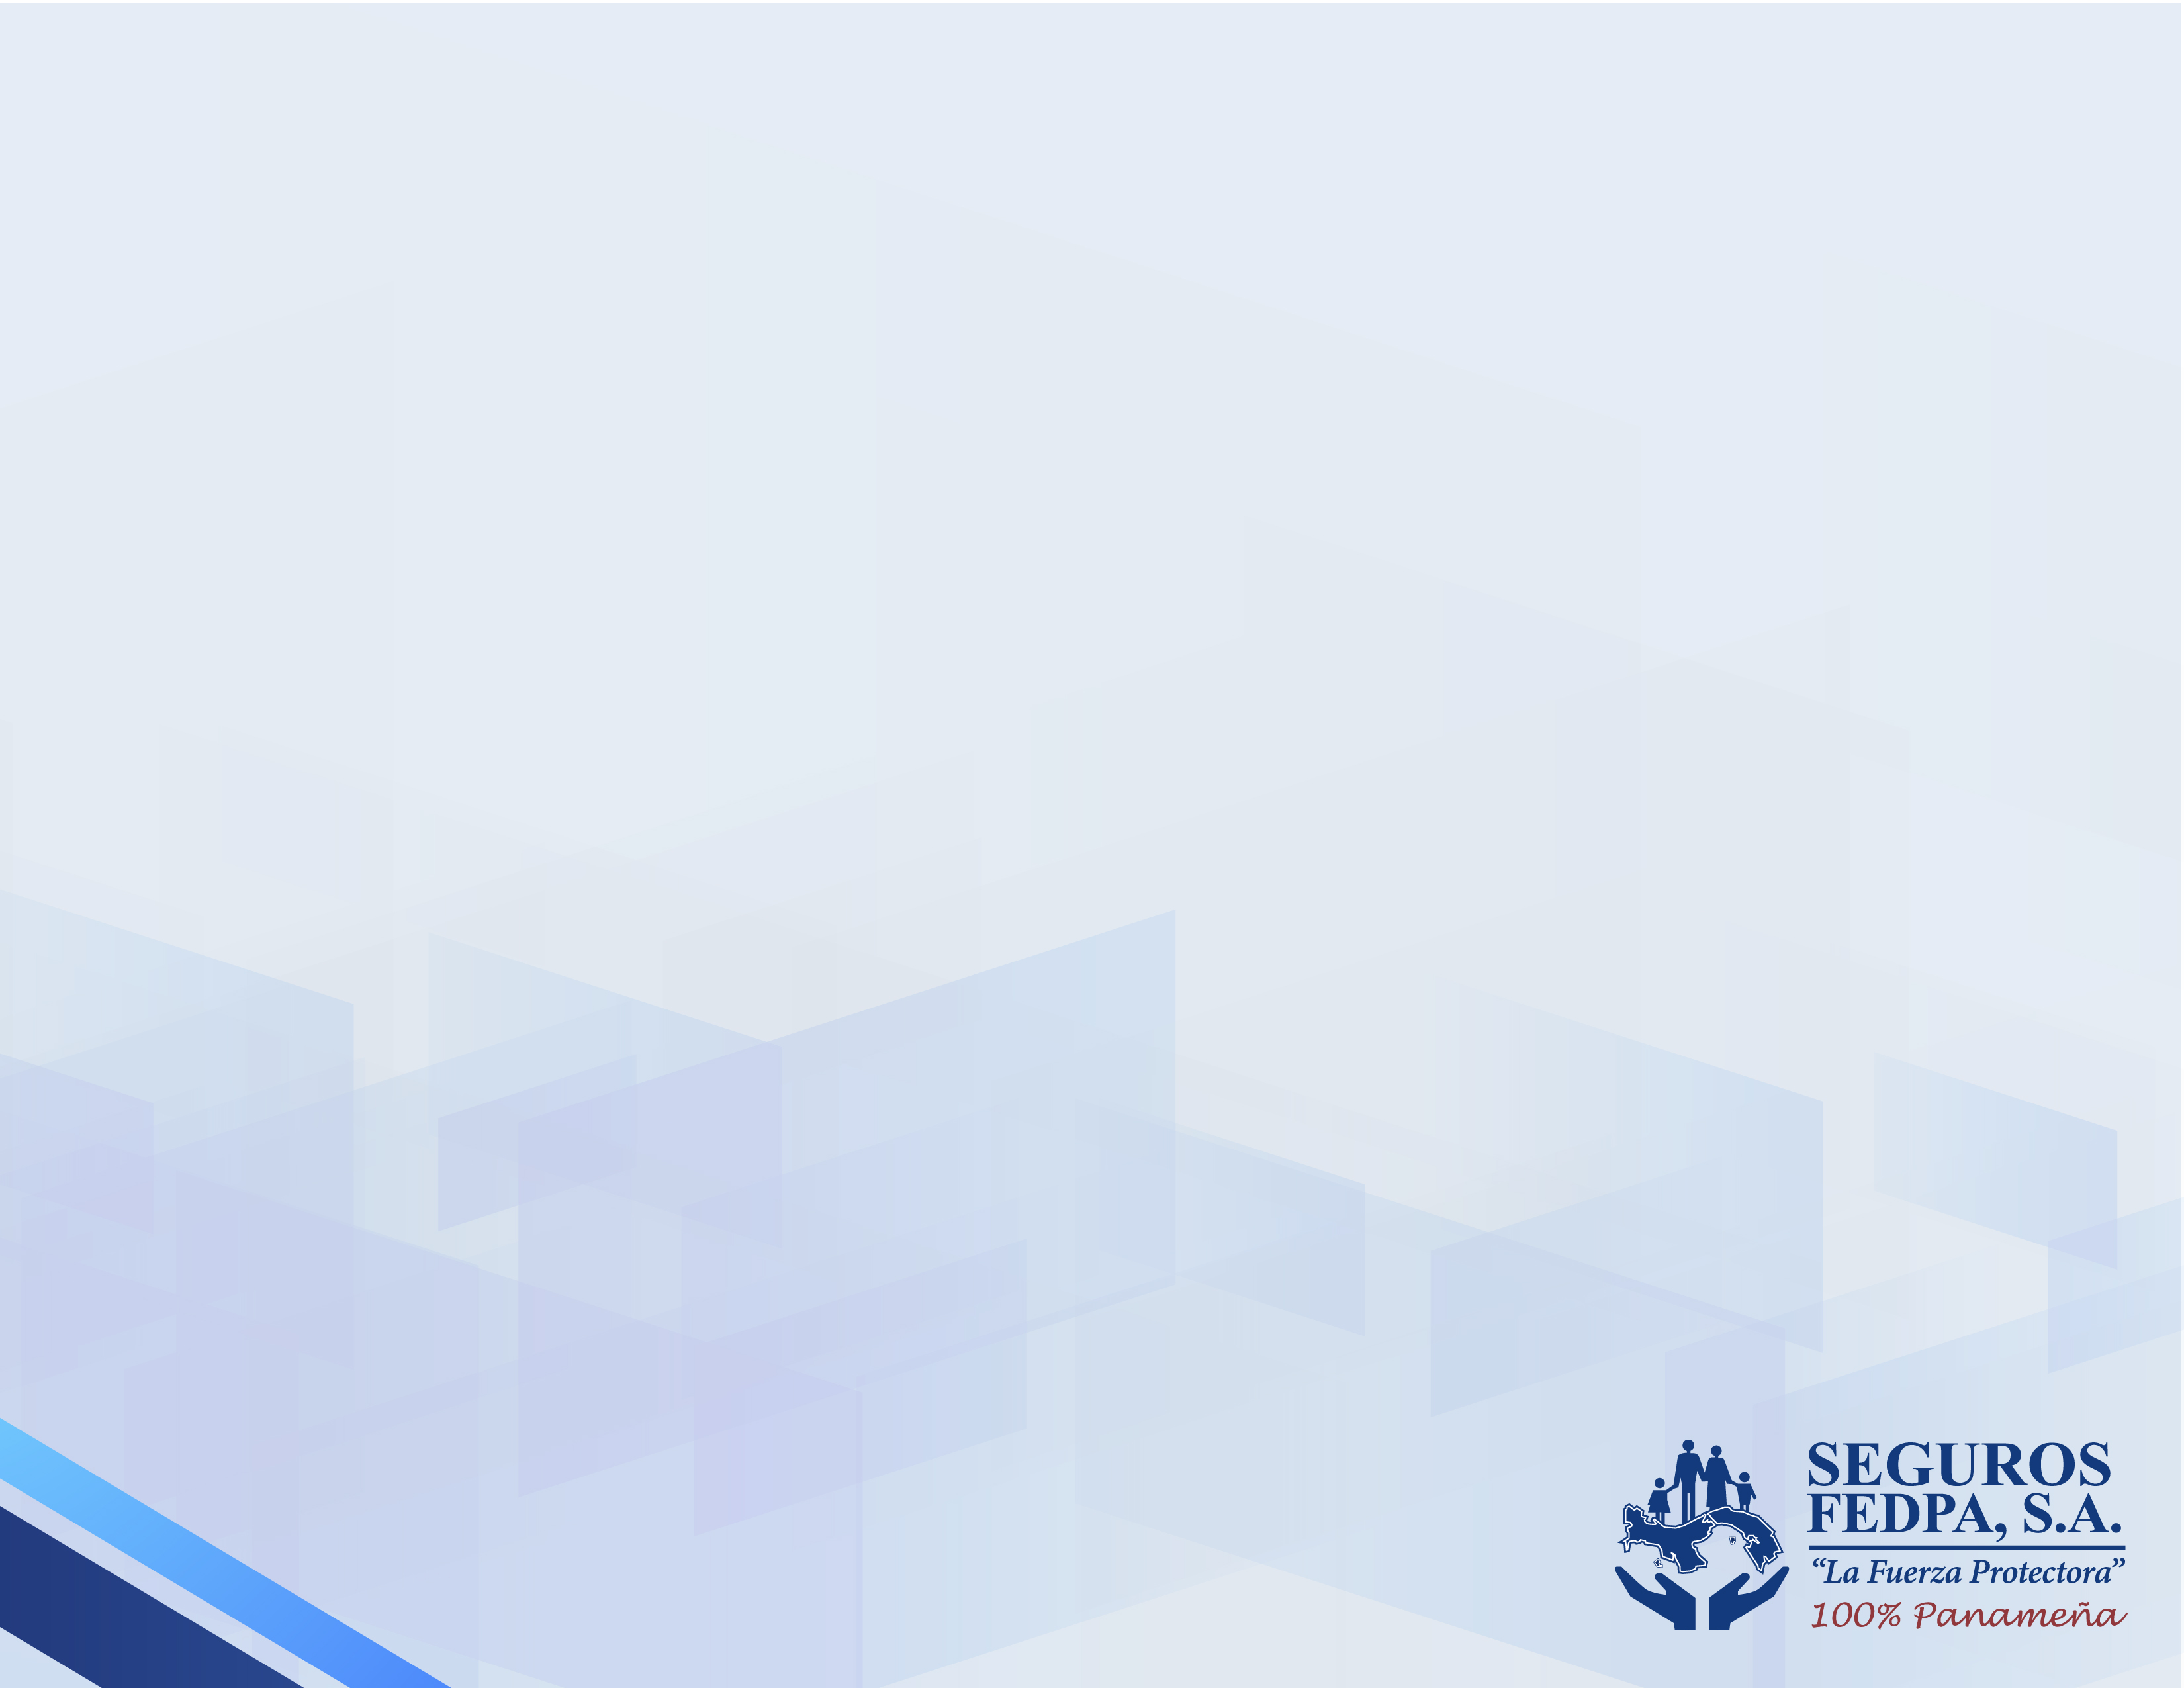 SEGUROS
FEDPA, S.A.
“La Fuerza Protectora”
100% Panameña